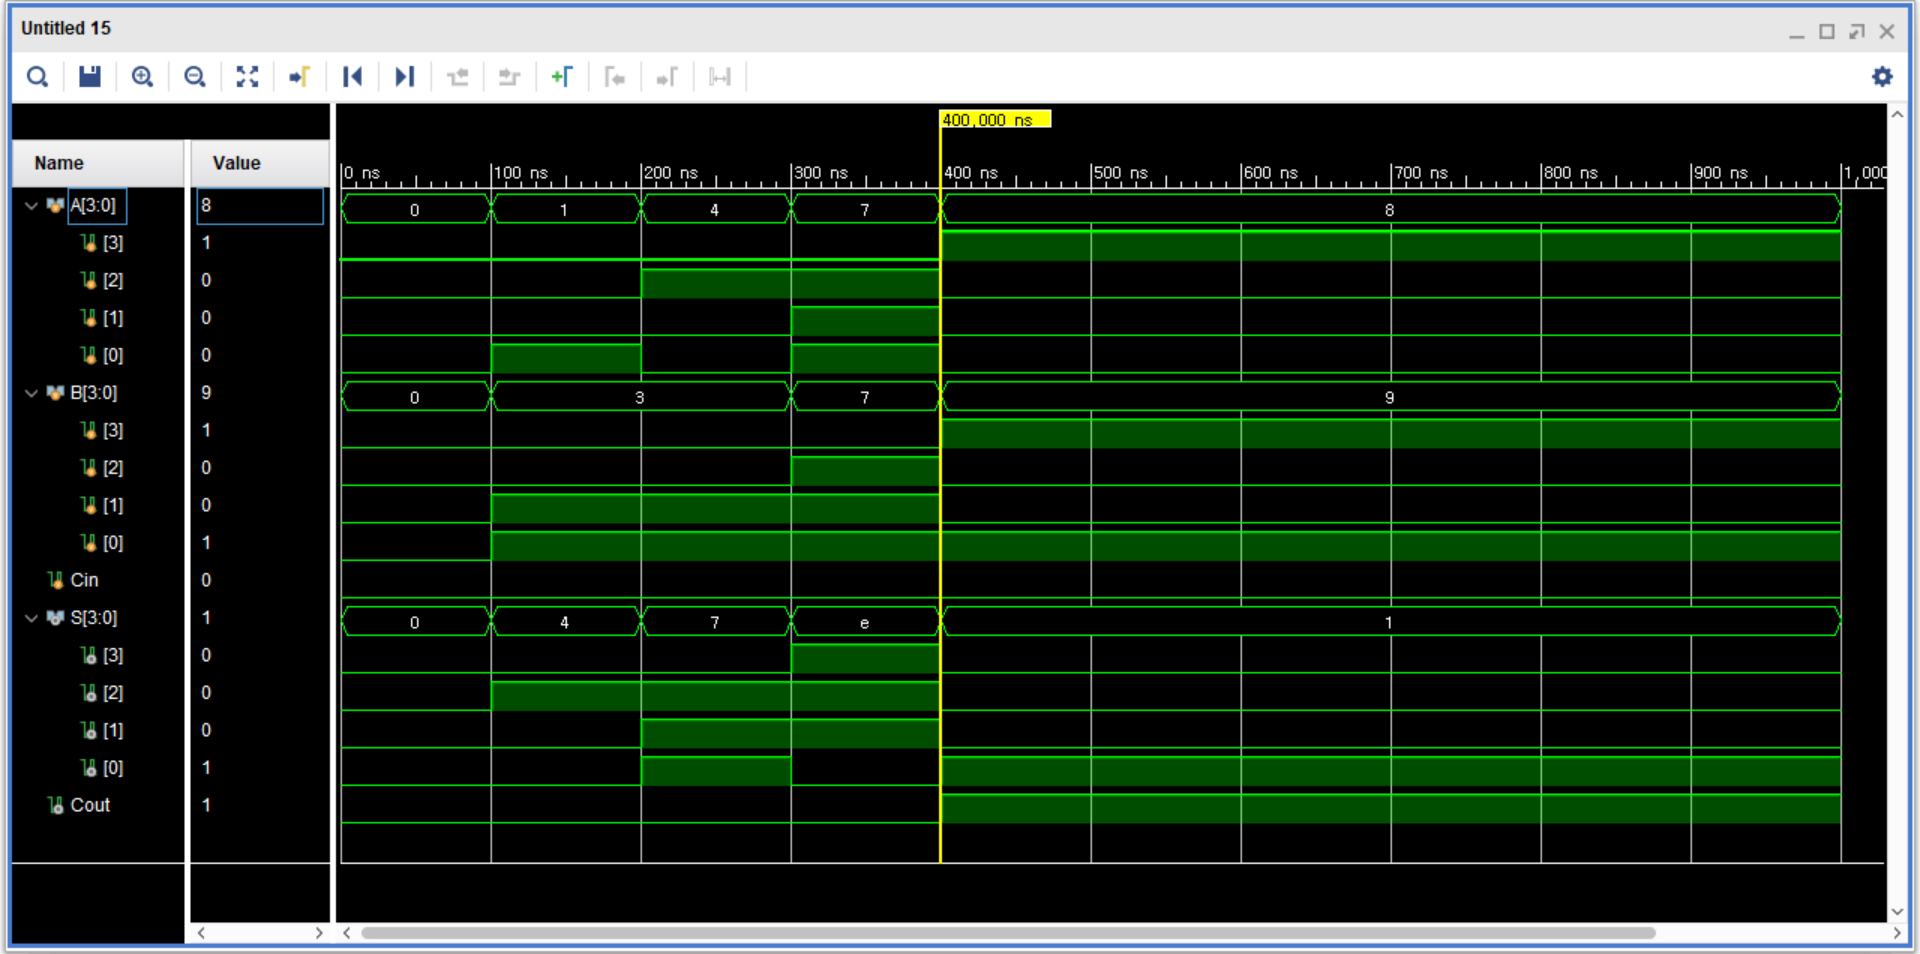 Untitled 15
400,000 ns
Name Value
0 ns 100 ns 200 ns 300 ns 400 ns 500 ns 600 ns 700 ns 800 ns 900 ns 1,000
A[3:0] 8 0 1 4 7 8
[3] 1
[2] 0
[1] 0
[0] 0
B[3:0] 9 0 3 7 9
[3] 1
[2] 0
[1] 0
[0] 1
Cin 0
S[3:0] 1 0 4 7 e 1
[3] 0
[2] 0
[1] 0
[0] 1
Cout 1